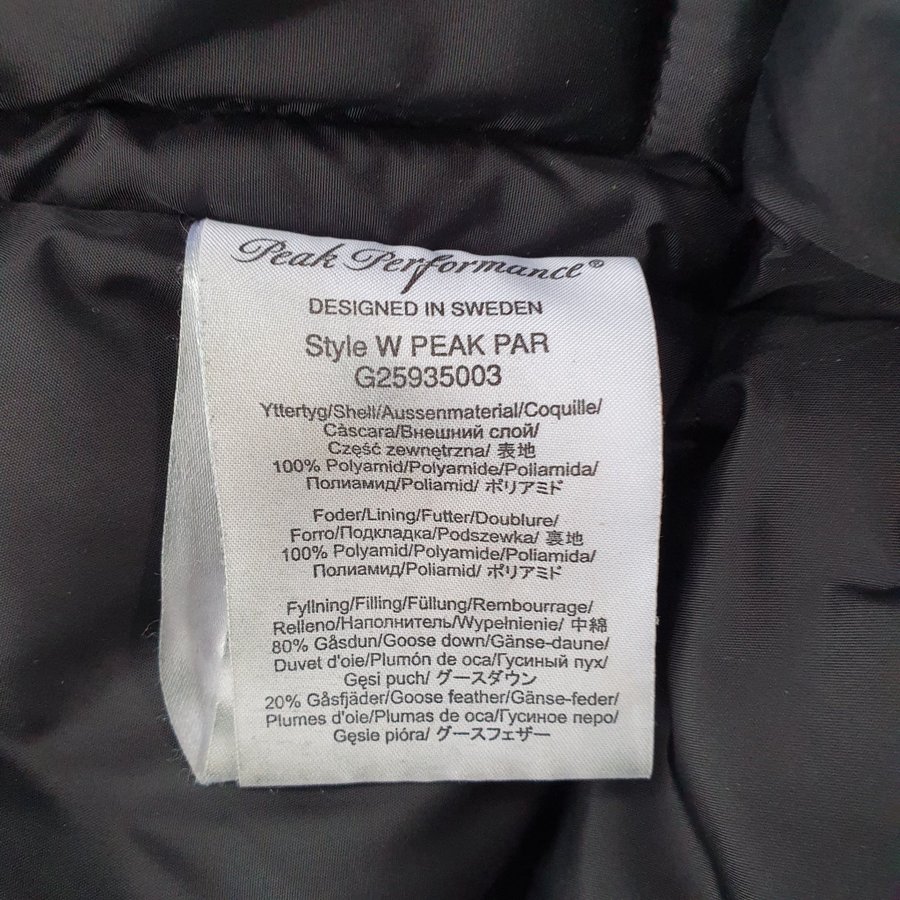 Peak Performance®
DESIGNED IN SWEDEN
Style W PEAK PAR
G25935003
Yttertyg/Shell/Aussenmaterial/Coquille/
Càscara/Внешний слой/
Część zewnętrzna/ 表地
100% Polyamid/Polyamide/Poliamida/
Полиамид/Poliamid/ ポリアミド
Foder/Lining/Futter/Doublure/
Forro/Подкладка/Podszewka/ 裏地
100% Polyamid/Polyamide/Poliamida/
Полиамид/Poliamid/ ポリアミド
Fyllning/Filling/Füllung/Rembourrage/
Relleno/Наполнитель/Wypełnienie/ 中綿
80% Gåsdun/Goose down/Gänse-daune/
Duvet d'oie/Plumón de oca/Гусиный пух/
Gęsi puch/ グースダウン
20% Gåsfjäder/Goose feather/Gänse-feder/
Plumes d'oie/Plumas de oca/Гусиное перо/
Gęsie pióra/ グースフェザー